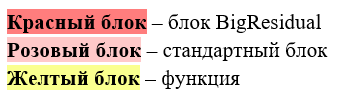 Красный блок – блок BigResidual
Розовый блок – стандартный блок
Желтый блок – функция